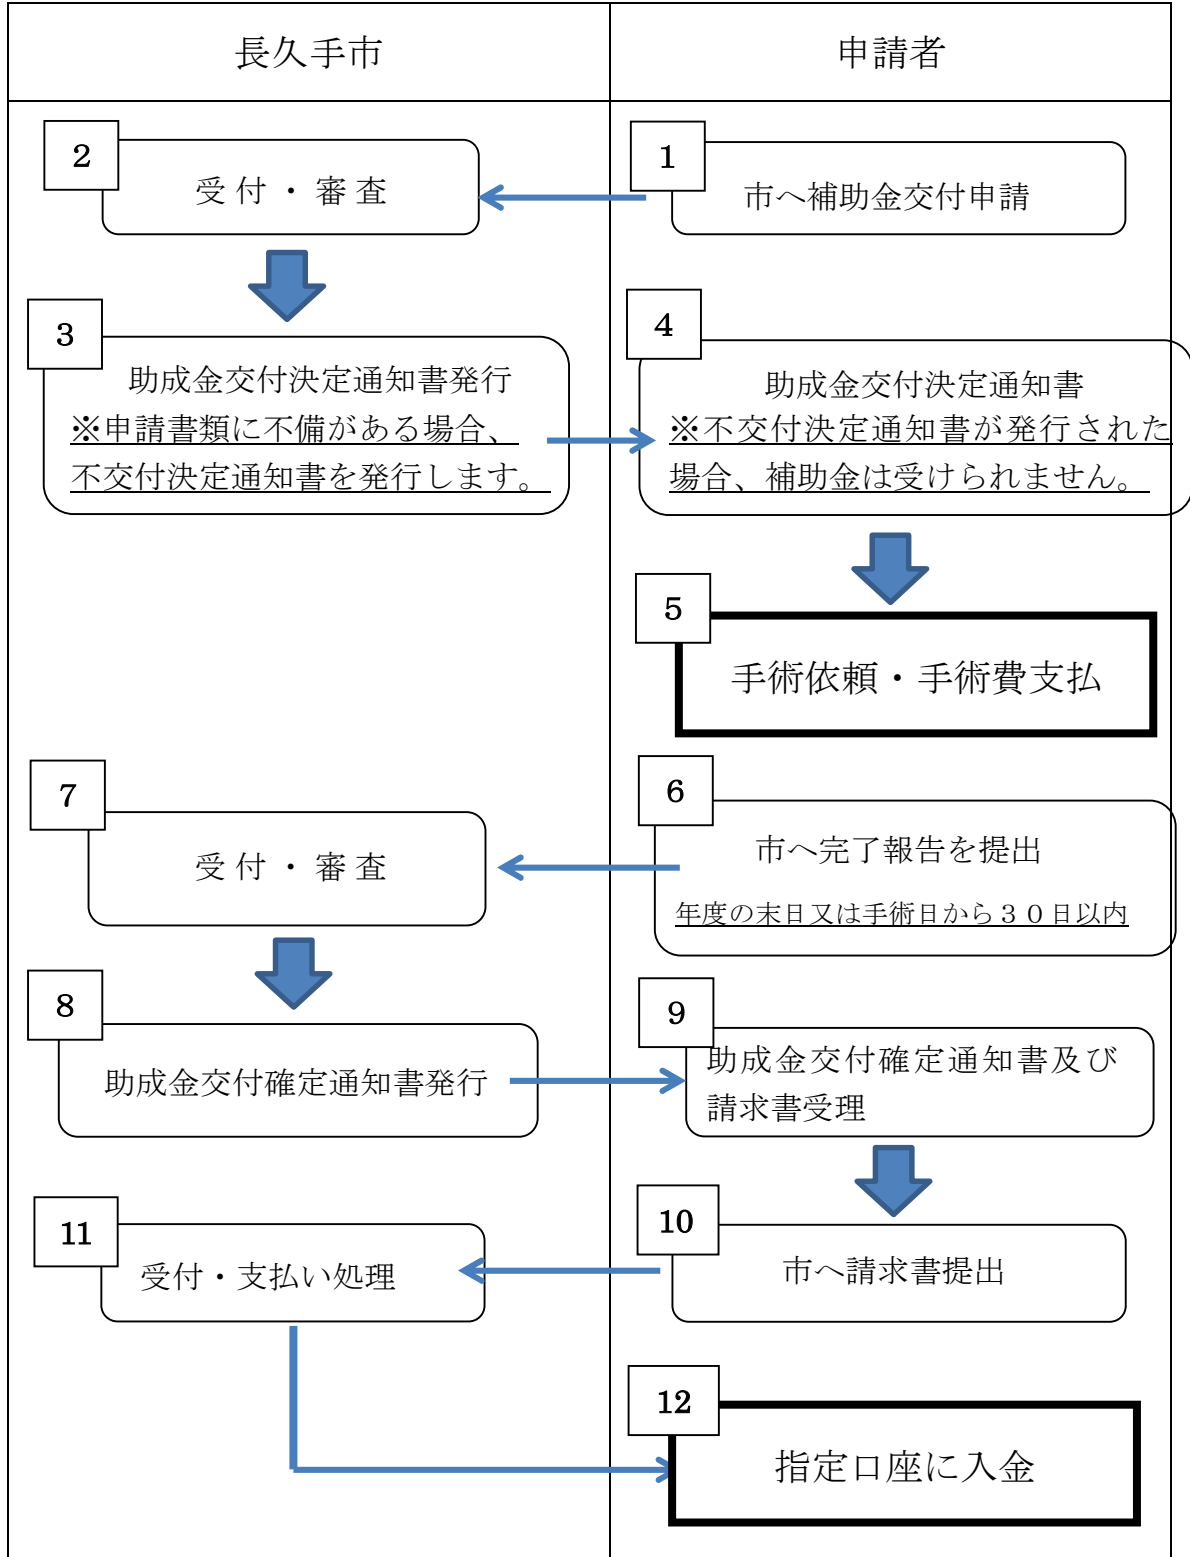 長久手市
申請者
1
市へ補助金交付申請
2
受付・審査
3
助成金交付決定通知書発行
※申請書類に不備がある場合、
不交付決定通知書を発行します。
4
助成金交付決定通知書
※不交付決定通知書が発行された
場合、補助金は受けられません。
5
手術依頼・手術費支払
6
市へ完了報告を提出
年度の末日又は手術日から３０日以内
7
受付・審査
8
助成金交付確定通知書発行
9
助成金交付確定通知書及び
請求書受理
10
市へ請求書提出
11
受付・支払い処理
12
指定口座に入金